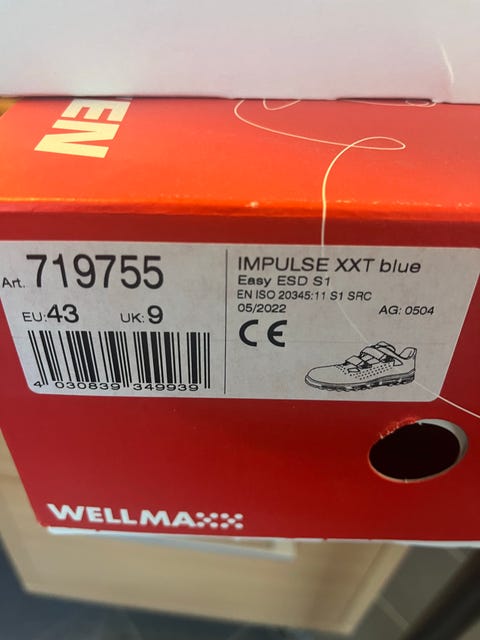 EN
Art. 719755
EU: 43 UK: 9
4 030839 349939
IMPULSE XXT blue
Easy ESD S1
EN ISO 20345:11 S1 SRC
05/2022 AG: 0504
CE
WELLMAXX